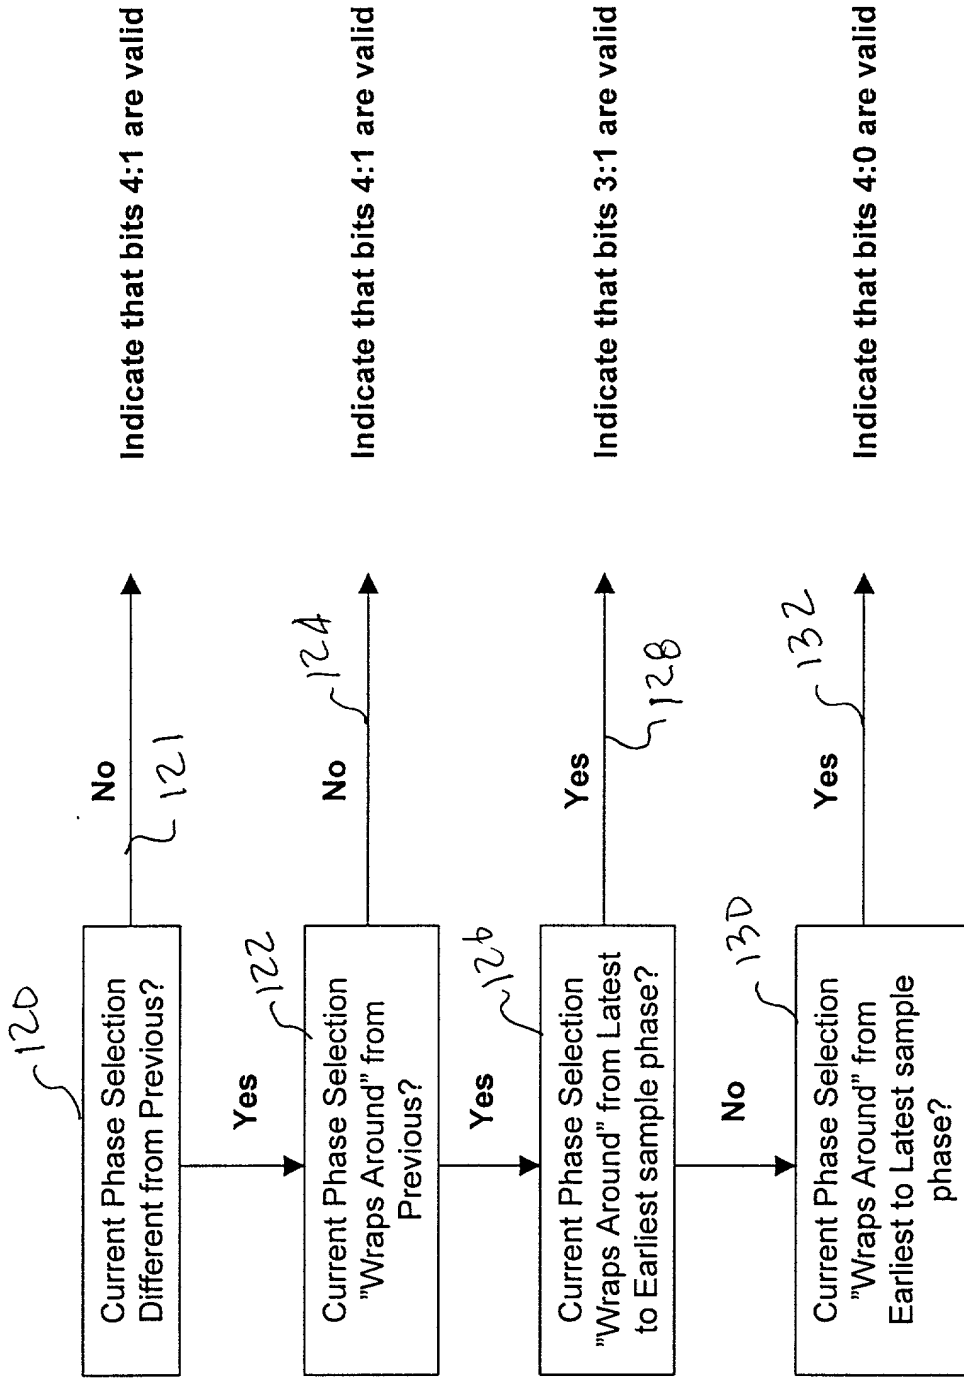 120
Current Phase Selection
Different from Previous?
No
121
Indicate that bits 4:1 are valid
Yes
122
Current Phase Selection
"Wraps Around" from
Previous?
No
124
Indicate that bits 4:1 are valid
Yes
126
Current Phase Selection
"Wraps Around" from Latest
to Earliest sample phase?
Yes
128
Indicate that bits 3:1 are valid
No
130
Current Phase Selection
"Wraps Around" from
Earliest to Latest sample
phase?
Yes
132
Indicate that bits 4:0 are valid